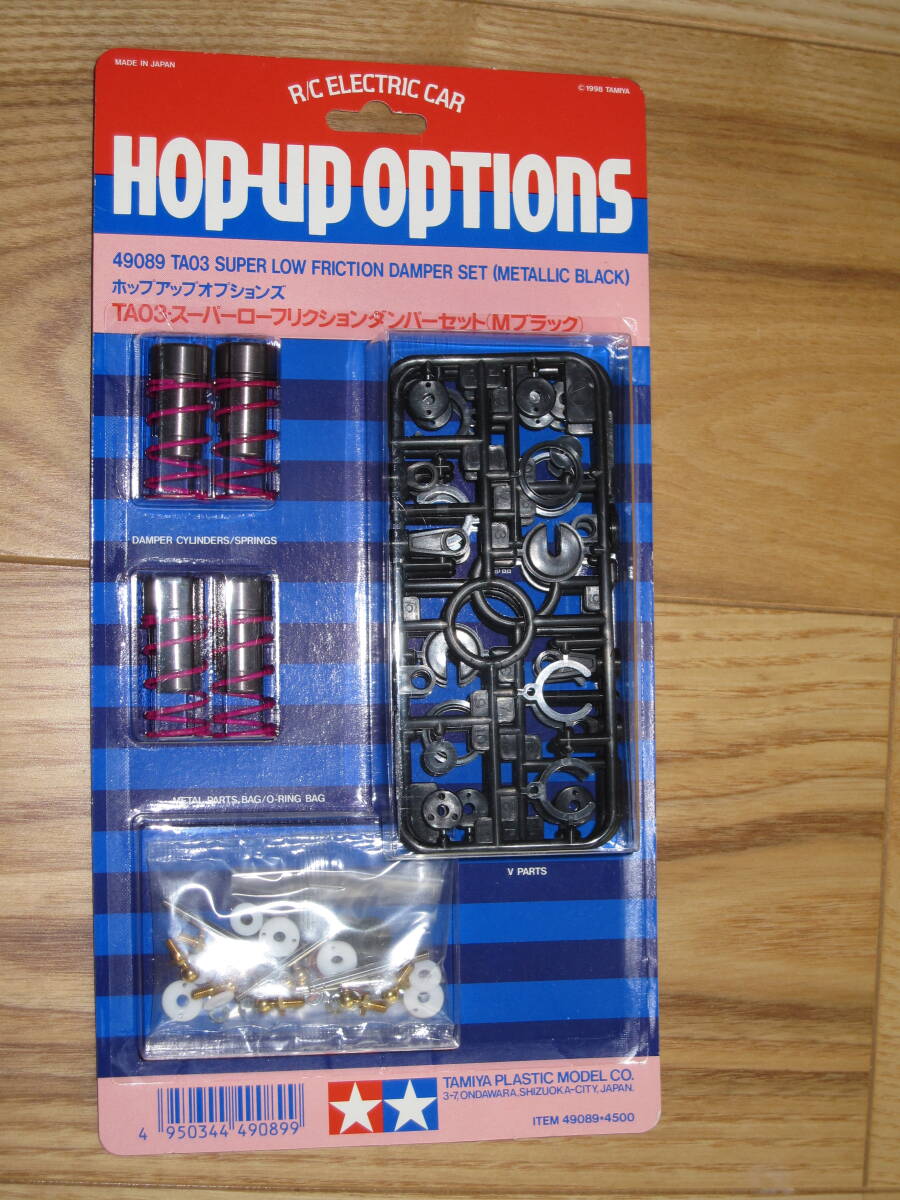 MADE IN JAPAN
©1998 TAMIYA
R/C ELECTRIC CAR
HOP-UP OPTIONS
49089 TA03 SUPER LOW FRICTION DAMPER SET (METALLIC BLACK)
ホップアップオプションズ
TA03・スーパーローフリクションダンパーセット(Mブラック)
DAMPER CYLINDERS/SPRINGS
METAL PARTS BAG/O-RING BAG
V PARTS
TAMIYA PLASTIC MODEL CO.
3-7, ONDAWARA, SHIZUOKA-CITY, JAPAN.
ITEM 49089•4500
4 950344 490899